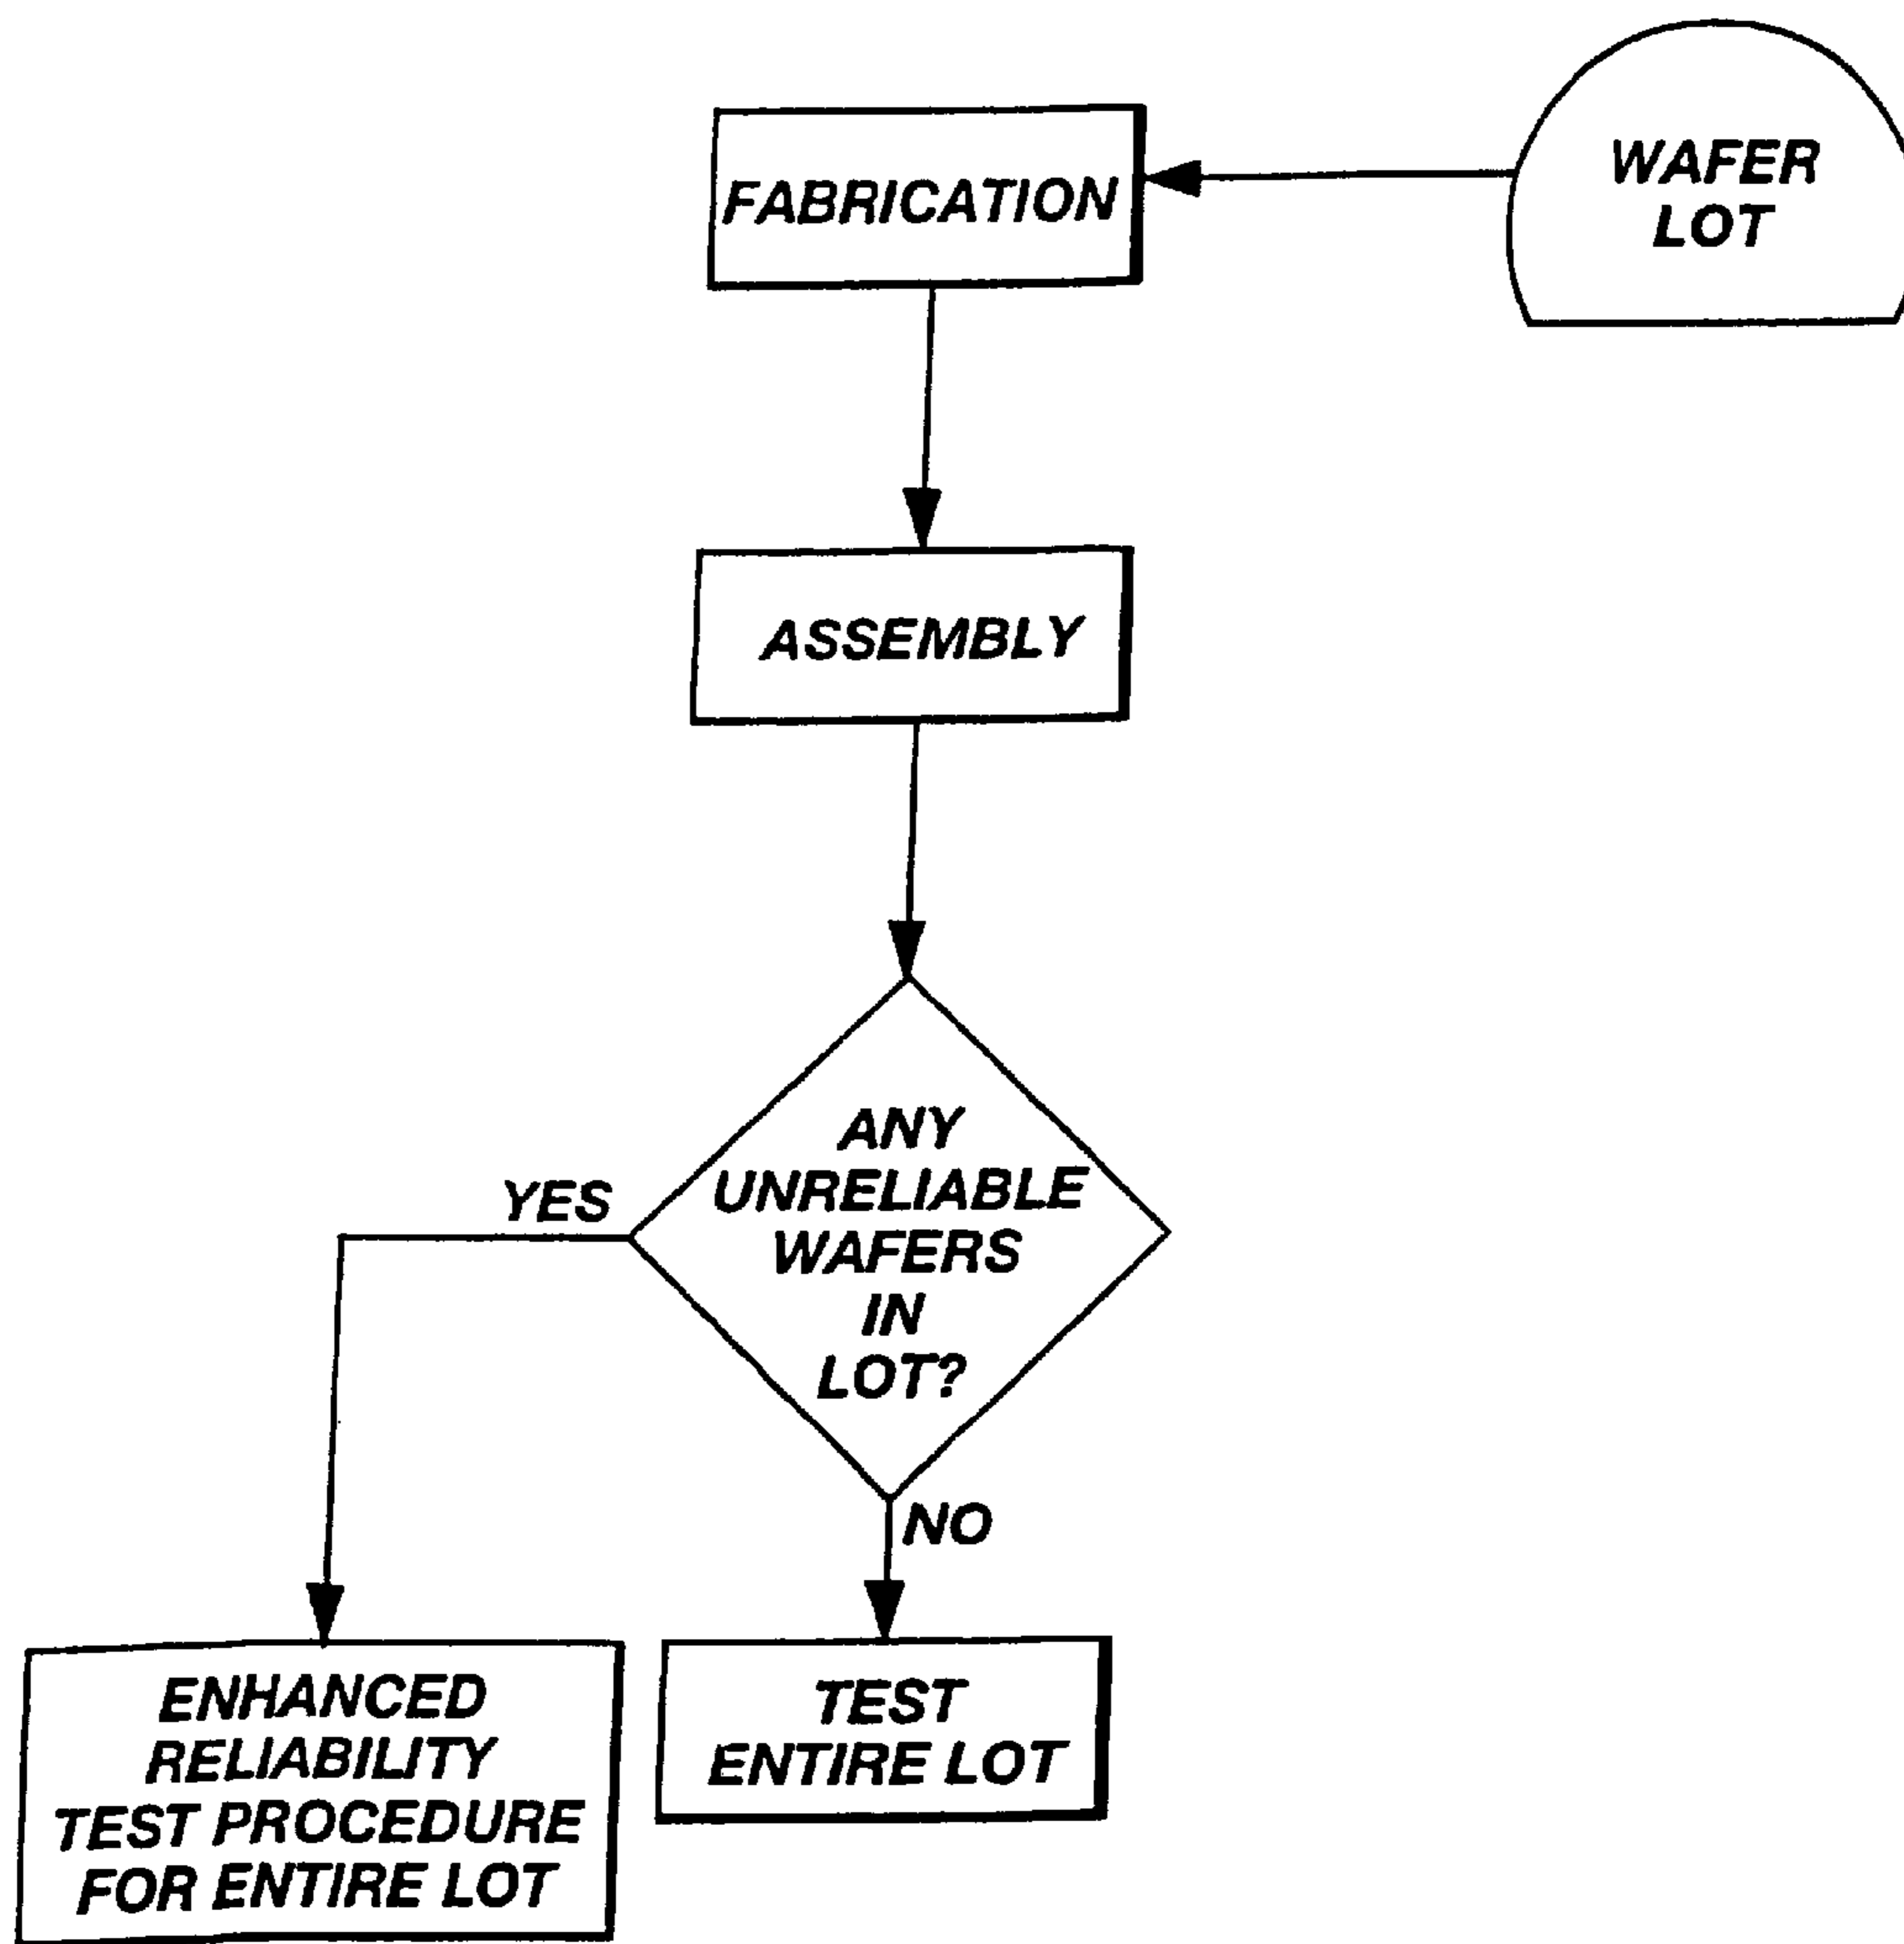 FABRICATION
WAFER
LOT
ASSEMBLY
ANY
UNRELIABLE
WAFERS
IN
LOT?
YES
NO
ENHANCED
RELIABILITY
TEST PROCEDURE
FOR ENTIRE LOT
TEST
ENTIRE LOT